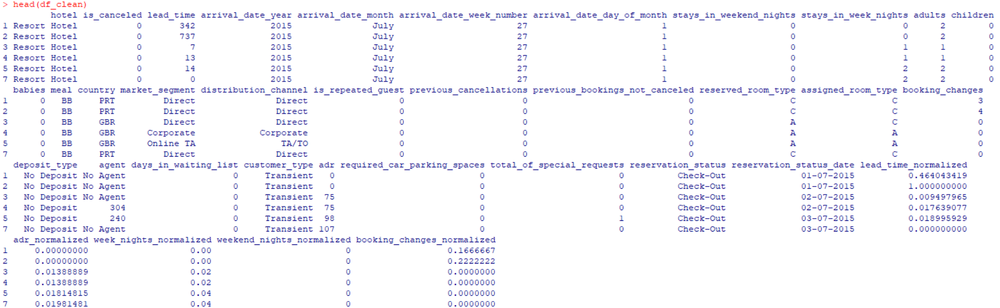 > head(df_clean)
hotel is_canceled lead_time arrival_date_year arrival_date_month arrival_date_week_number arrival_date_day_of_month stays_in_weekend_nights stays_in_week_nights adults children
1 Resort Hotel 0 342 2015 July 27 1 0 0 2 0
2 Resort Hotel 0 737 2015 July 27 1 0 0 2 0
3 Resort Hotel 0 7 2015 July 27 1 0 1 1 0
4 Resort Hotel 0 13 2015 July 27 1 0 1 1 0
5 Resort Hotel 0 14 2015 July 27 1 0 2 2 0
7 Resort Hotel 0 0 2015 July 27 1 0 2 2 0
babies meal country market_segment distribution_channel is_repeated_guest previous_cancellations previous_bookings_not_canceled reserved_room_type assigned_room_type booking_changes
1 0 BB PRT Direct Direct 0 0 0 C C 3
2 0 BB PRT Direct Direct 0 0 0 C C 4
3 0 BB GBR Direct Direct 0 0 0 A C 0
4 0 BB GBR Corporate Corporate 0 0 0 A A 0
5 0 BB GBR Online TA TA/TO 0 0 0 A A 0
7 0 BB PRT Direct Direct 0 0 0 C C 0
deposit_type agent days_in_waiting_list customer_type adr required_car_parking_spaces total_of_special_requests reservation_status reservation_status_date lead_time_normalized
1 No Deposit No Agent 0 Transient 0 0 0 Check-Out 01-07-2015 0.464043419
2 No Deposit No Agent 0 Transient 0 0 0 Check-Out 01-07-2015 1.000000000
3 No Deposit No Agent 0 Transient 75 0 0 Check-Out 02-07-2015 0.009497965
4 No Deposit 304 0 Transient 75 0 0 Check-Out 02-07-2015 0.017639077
5 No Deposit 240 0 Transient 98 0 1 Check-Out 03-07-2015 0.018995929
7 No Deposit No Agent 0 Transient 107 0 0 Check-Out 03-07-2015 0.000000000
adr_normalized week_nights_normalized weekend_nights_normalized booking_changes_normalized
1 0.00000000 0.00 0 0.1666667
2 0.00000000 0.00 0 0.2222222
3 0.01388889 0.02 0 0.0000000
4 0.01388889 0.02 0 0.0000000
5 0.01814815 0.04 0 0.0000000
7 0.01981481 0.04 0 0.0000000